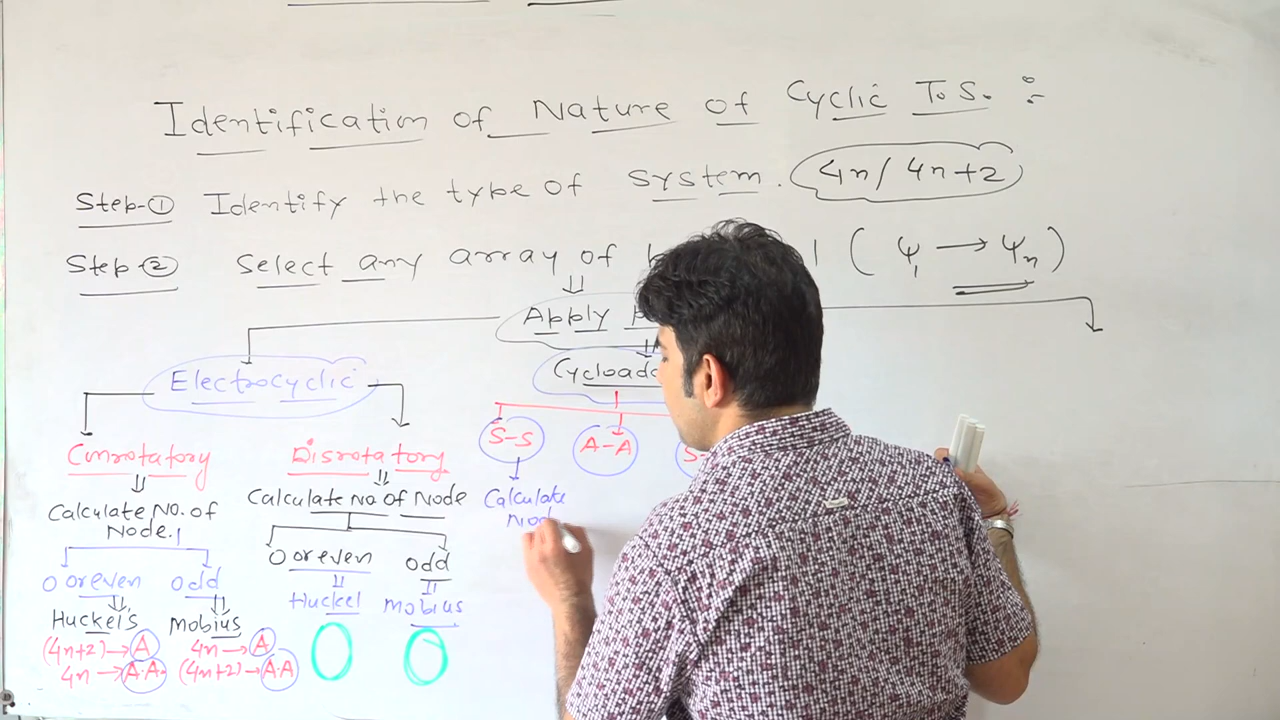 Identification of Nature of Cyclic T.S. :-
Step-① Identify the type of system. 4n/4n+2
Step-② Select any array of (ψ1 → ψn)
Apply
Electrocyclic
Conrotatory
Calculate No. of
Node.
0 or even odd
Huckel's Mobius
(4n+2)→A 4n→A
4n→A.A. (4n+2)→A.A
Disrotatory
Calculate No of Node
0 or even odd
Huckel Mobius
S-S A-A
Calculate